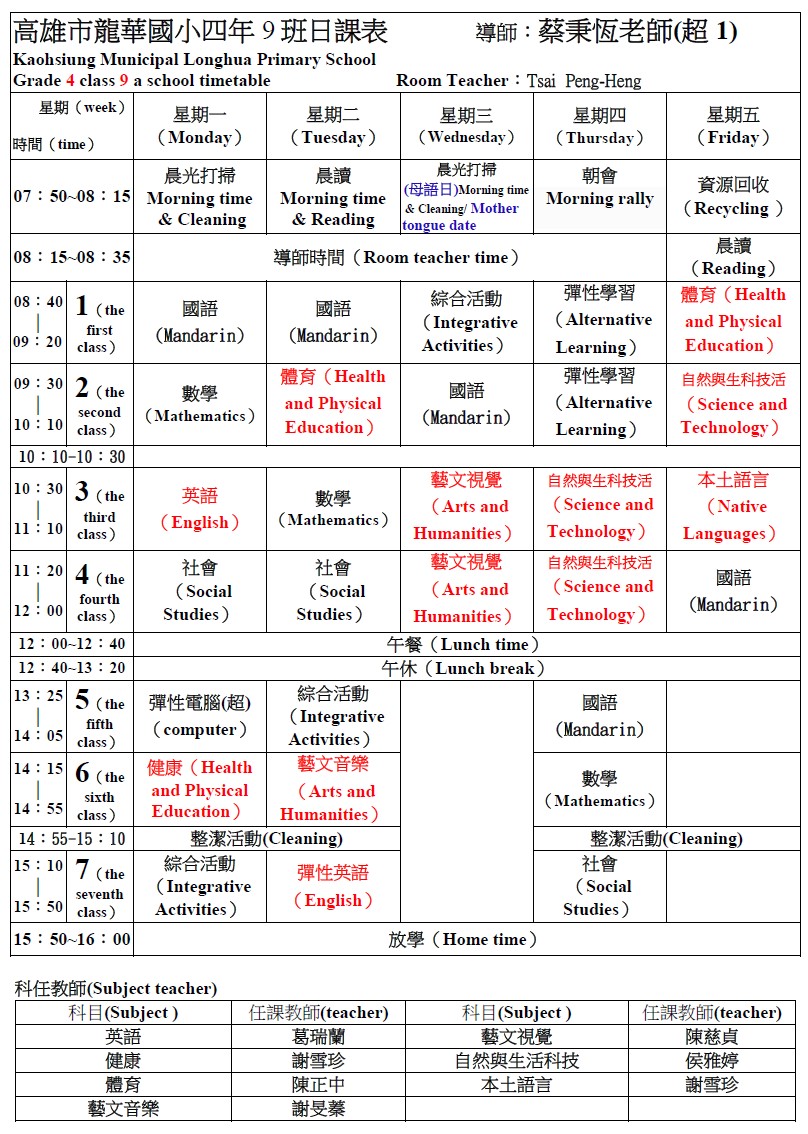 高雄市龍華國小四年 9 班日課表 導師：蔡秉恆老師(超 1)
Kaohsiung Municipal Longhua Primary School
Grade 4 class 9 a school timetable Room Teacher：Tsai Peng-Heng
星期（week）
時間（time）
星期一
（Monday）
星期二
（Tuesday）
星期三
（Wednesday）
星期四
（Thursday）
星期五
（Friday）
07：50~08：15
晨光打掃
Morning time
& Cleaning
晨讀
Morning time
& Reading
晨光打掃
(母語日)Morning time
& Cleaning/ Mother
tongue date
朝會
Morning rally
資源回收
（Recycling ）
08：15~08：35
導師時間（Room teacher time）
晨讀
（Reading）
08：40
|
09：20
1（the
first
class）
國語
（Mandarin）
國語
（Mandarin）
綜合活動
（Integrative
Activities）
彈性學習
（Alternative
Learning）
體育（Health
and Physical
Education）
09：30
|
10：10
2（the
second
class）
數學
（Mathematics）
體育（Health
and Physical
Education）
國語
（Mandarin）
彈性學習
（Alternative
Learning）
自然與生科技活
（Science and
Technology）
10：10-10：30
10：30
|
11：10
3（the
third
class）
英語
（English）
數學
（Mathematics）
藝文視覺
（Arts and
Humanities）
自然與生科技活
（Science and
Technology）
本土語言
（Native
Languages）
11：20
|
12：00
4（the
fourth
class）
社會
（Social
Studies）
社會
（Social
Studies）
藝文視覺
（Arts and
Humanities）
自然與生科技活
（Science and
Technology）
國語
（Mandarin）
12：00~12：40
午餐（Lunch time）
12：40~13：20
午休（Lunch break）
13：25
|
14：05
5（the
fifth
class）
彈性電腦(超)
（computer）
綜合活動
（Integrative
Activities）
國語
（Mandarin）
14：15
|
14：55
6（the
sixth
class）
健康（Health
and Physical
Education）
藝文音樂
（Arts and
Humanities）
數學
（Mathematics）
14：55-15：10
整潔活動(Cleaning)
整潔活動(Cleaning)
15：10
|
15：50
7（the
seventh
class）
綜合活動
（Integrative
Activities）
彈性英語
（English）
社會
（Social
Studies）
15：50~16：00
放學（Home time）
科任教師(Subject teacher)
科目(Subject ) 任課教師(teacher) 科目(Subject ) 任課教師(teacher)
英語 葛瑞蘭 藝文視覺 陳慈貞
健康 謝雪珍 自然與生活科技 侯雅婷
體育 陳正中 本土語言 謝雪珍
藝文音樂 謝旻蓁